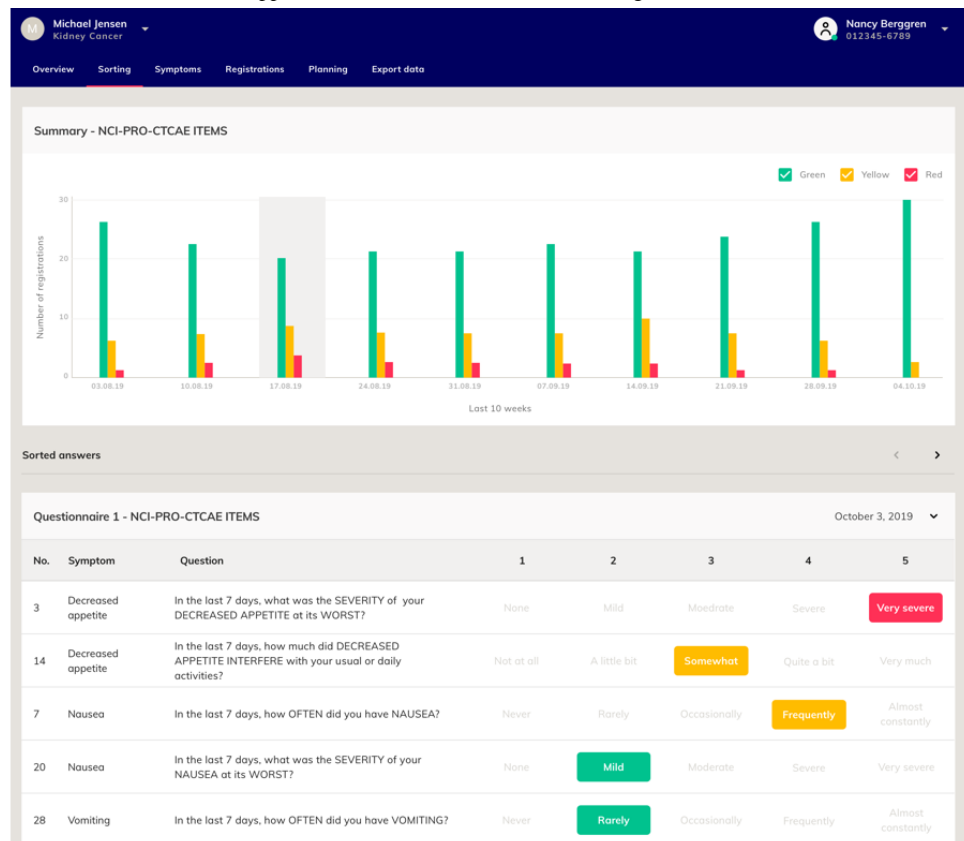 M
Michael Jensen
Kidney Cancer
Nancy Berggren
012345-6789
Overview Sorting Symptoms Registrations Planning Export data
Summary - NCI-PRO-CTCAE ITEMS
Green Yellow Red
Number of registrations
30
20
10
0
03.08.19 10.08.19 17.08.19 24.08.19 31.08.19 07.09.19 14.09.19 21.09.19 28.09.19 04.10.19
Last 10 weeks
Sorted answers
Questionnaire 1 - NCI-PRO-CTCAE ITEMS
October 3, 2019
No. Symptom Question 1 2 3 4 5
3 Decreased appetite In the last 7 days, what was the SEVERITY of your
DECREASED APPETITE at its WORST? None Mild Moedrate Severe Very severe
14 Decreased appetite In the last 7 days, how much did DECREASED
APPETITE INTERFERE with your usual or daily
activities? Not at all A little bit Somewhat Quite a bit Very much
7 Nausea In the last 7 days, how OFTEN did you have NAUSEA? Never Rarely Occasionally Frequently Almost constantly
20 Nausea In the last 7 days, what was the SEVERITY of your
NAUSEA at its WORST? None Mild Moderate Severe Very severe
28 Vomiting In the last 7 days, how OFTEN did you have VOMITING? Never Rarely Occasionally Frequently Almost constantly